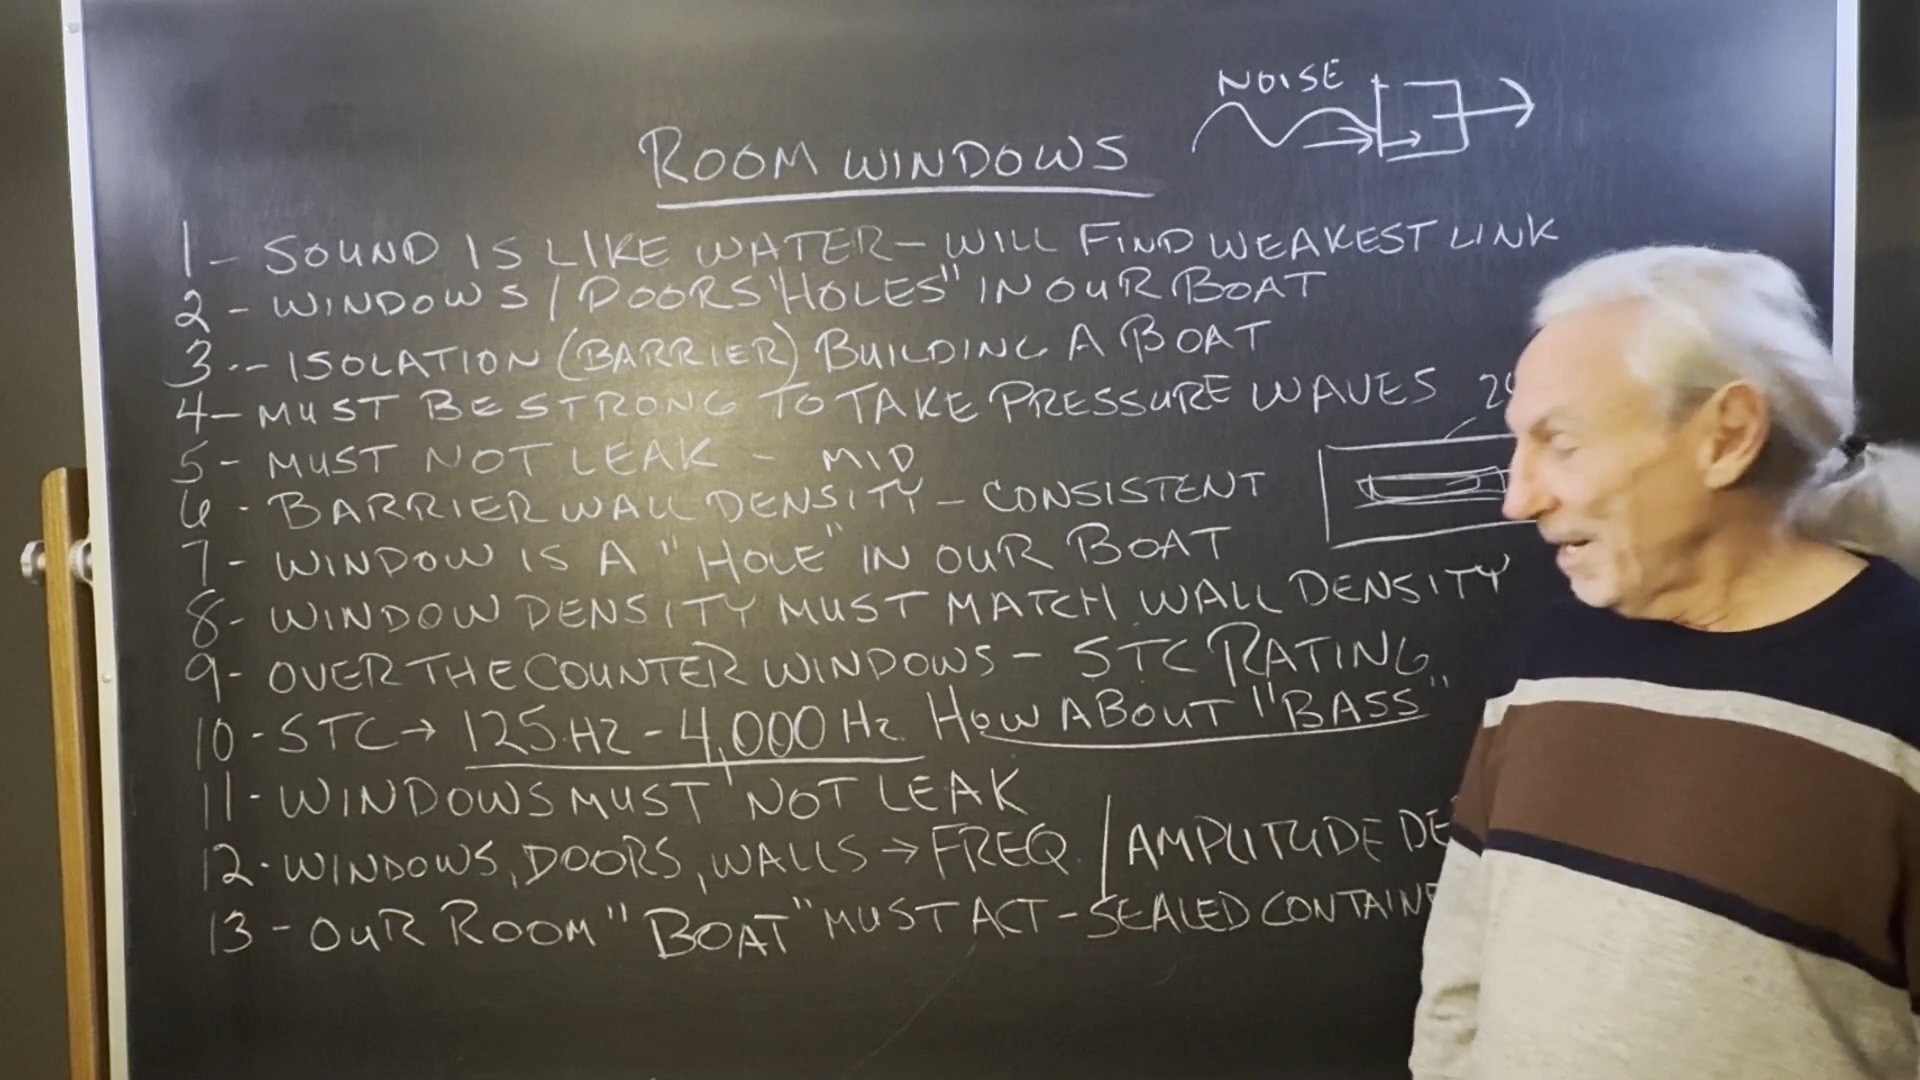 NOISE
ROOM WINDOWS
1- SOUND IS LIKE WATER- WILL FIND WEAKEST LINK
2- WINDOWS/DOORS "HOLES" IN OUR BOAT
3-- ISOLATION (BARRIER) BUILDING A BOAT
4- MUST BE STRONG TO TAKE PRESSURE WAVES
5- MUST NOT LEAK - MID
6- BARRIER WALL DENSITY - CONSISTENT
7- WINDOW IS A "HOLE" IN OUR BOAT
8- WINDOW DENSITY MUST MATCH WALL DENSITY
9- OVER THE COUNTER WINDOWS - STC RATING
10-STC→ 125HZ-4,000 HZ HOW ABOUT "BASS"
11- WINDOWS MUST NOT LEAK
12- WINDOWS, DOORS, WALLS → FREQ. / AMPLITUDE
13- OUR ROOM "BOAT" MUST ACT - SEALED